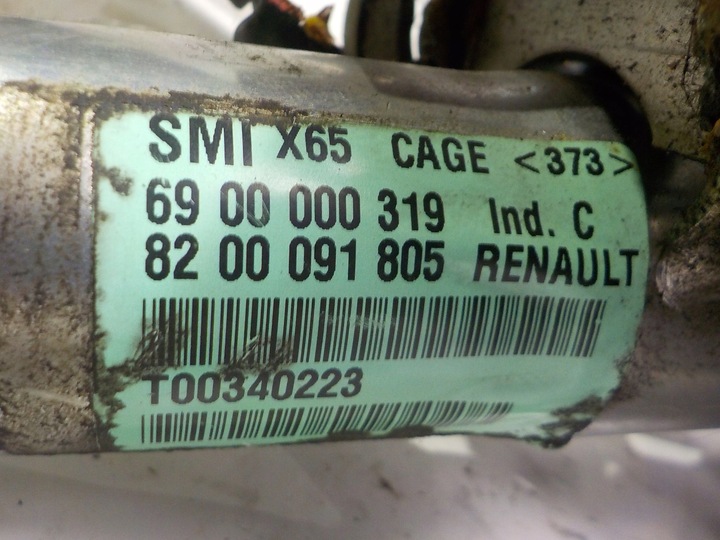 SMI X65 CAGE <373>
69 00 000 319 Ind. C
82 00 091 805 RENAULT
T00340223